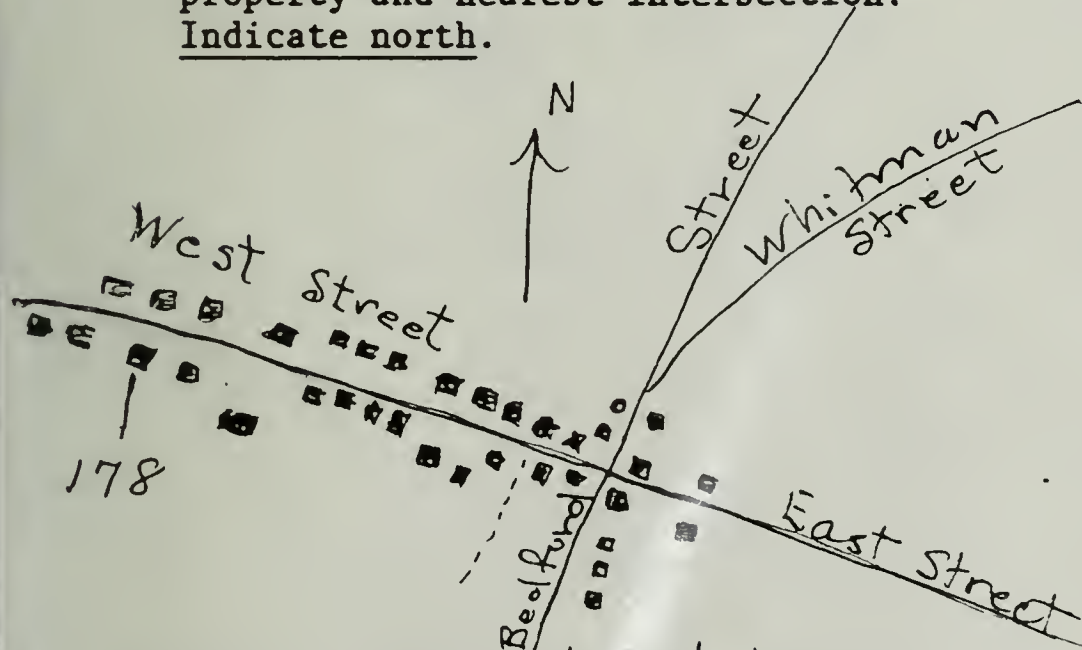 property and nearest intersection.
Indicate north.
N
Street
Whitman
Street
West Street
178
Bedford
East Street